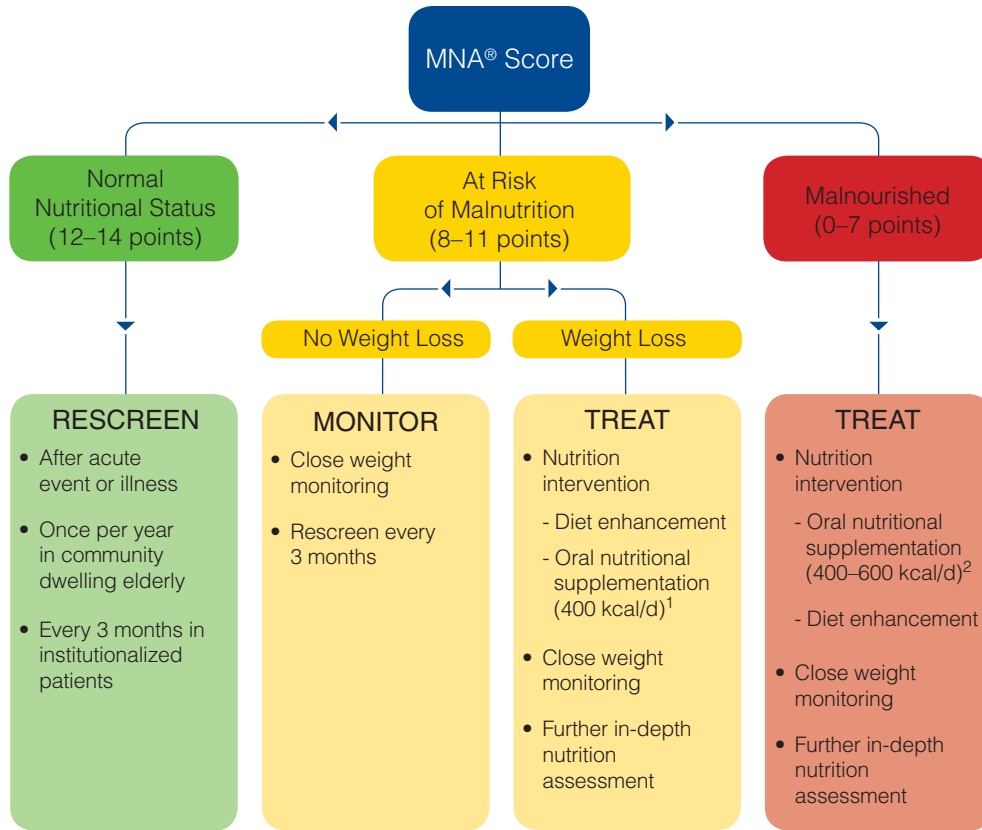 MNA® Score
Normal
Nutritional Status
(12–14 points)
At Risk
of Malnutrition
(8–11 points)
Malnourished
(0–7 points)
No Weight Loss
Weight Loss
RESCREEN
• After acute
event or illness
• Once per year
in community
dwelling elderly
• Every 3 months in
institutionalized
patients
MONITOR
• Close weight
monitoring
• Rescreen every
3 months
TREAT
• Nutrition
intervention
- Diet enhancement
- Oral nutritional
supplementation
(400 kcal/d)¹
• Close weight
monitoring
• Further in-depth
nutrition
assessment
TREAT
• Nutrition
intervention
- Oral nutritional
supplementation
(400–600 kcal/d)²
- Diet enhancement
• Close weight
monitoring
• Further in-depth
nutrition
assessment